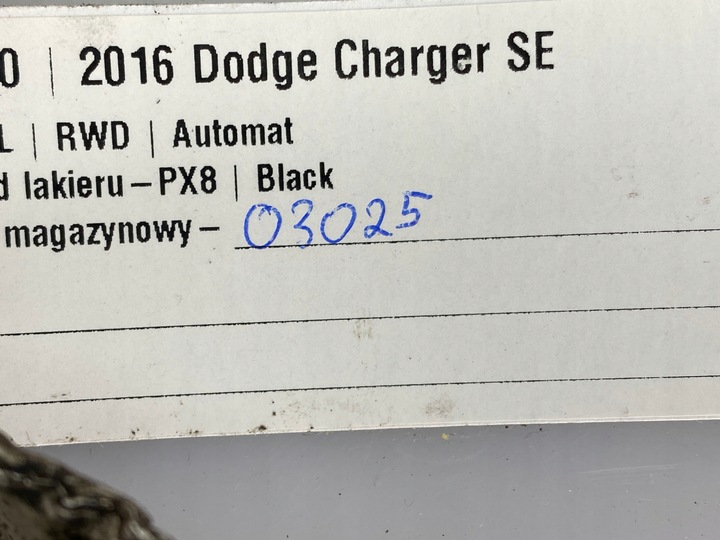 0 | 2016 Dodge Charger SE
L | RWD | Automat
d lakieru – PX8 | Black
magazynowy – 03025